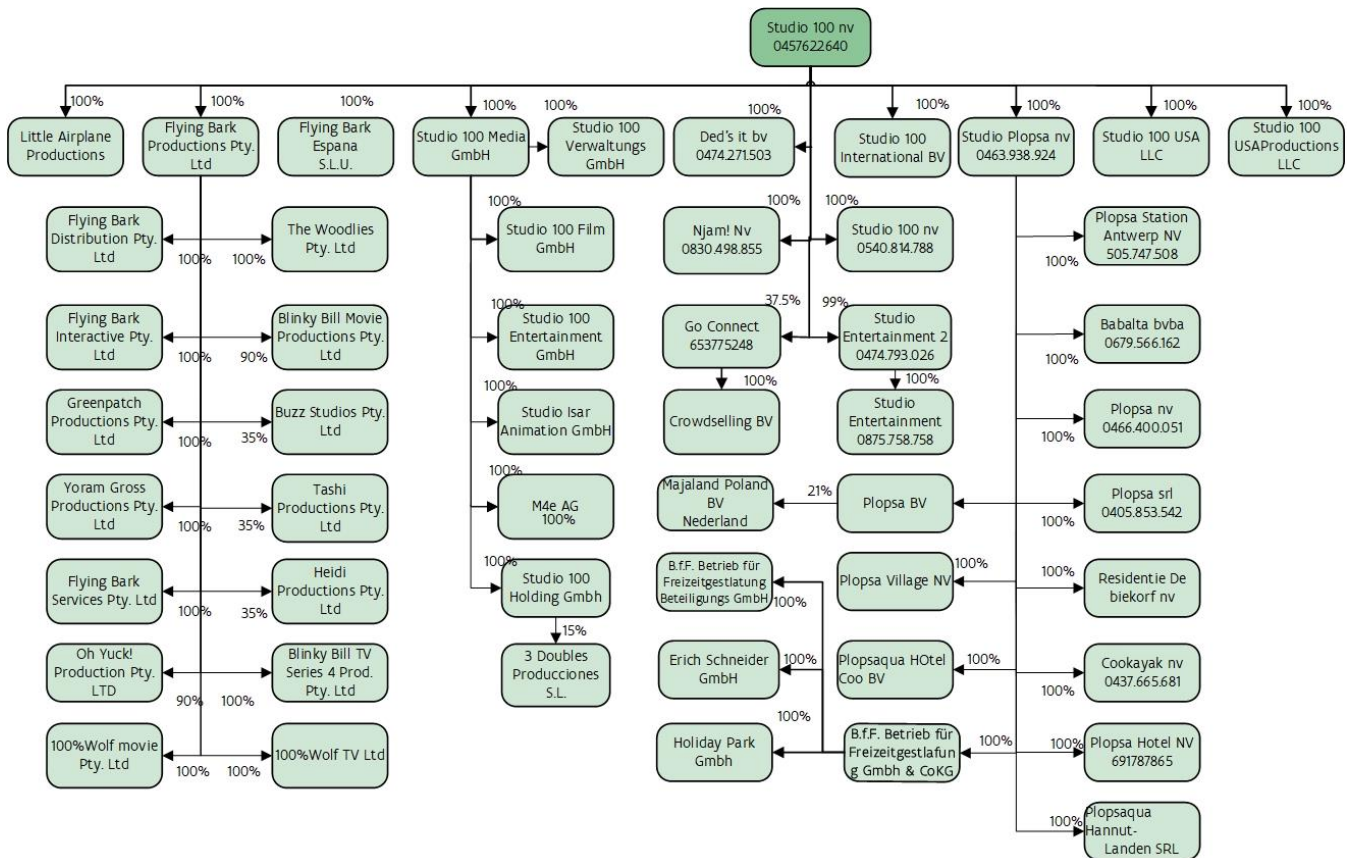 Studio 100 nv
0457622640
100%
100%
100%
100%
100%
100%
100%
100%
100%
100%
Little Airplane
Productions
Flying Bark
Productions Pty.
Ltd
Flying Bark
Espana
S.L.U.
Studio 100 Media
GmbH
Studio 100
Verwaltungs
GmbH
Ded's it bv
0474.271.503
Studio 100
International BV
Studio Plopsa nv
0463.938.924
Studio 100 USA
LLC
Studio 100
USAProductions
LLC
Flying Bark
Distribution Pty.
Ltd
100%
100%
The Woodlies
Pty. Ltd
100%
Studio 100 Film
GmbH
100%
100%
Njam! Nv
0830.498.855
Studio 100 nv
0540.814.788
Plopsa Station
Antwerp NV
505.747.508
100%
Flying Bark
Interactive Pty.
Ltd
100%
90%
Blinky Bill Movie
Productions Pty.
Ltd
100%
Studio 100
Entertainment
GmbH
37.5%
99%
Go Connect
653775248
Studio
Entertainment 2
0474.793.026
Babalta bvba
0679.566.162
100%
Greenpatch
Productions Pty.
Ltd
100%
35%
Buzz Studios Pty.
Ltd
100%
Studio Isar
Animation GmbH
100%
100%
Crowdselling BV
Studio
Entertainment
0875.758.758
Plopsa nv
0466.400.051
100%
Yoram Gross
Productions Pty.
Ltd
100%
35%
Tashi
Productions Pty.
Ltd
100%
M4e AG
100%
Majaland Poland
BV
Nederland
21%
Plopsa BV
Plopsa srl
0405.853.542
100%
Flying Bark
Services Pty. Ltd
100%
35%
Heidi
Productions Pty.
Ltd
100%
Studio 100
Holding Gmbh
B.f.F. Betrieb für
Freizeitgestlatung
Beteiligungs GmbH
100%
Plopsa Village NV
100%
100%
Residentie De
biekorf nv
Oh Yuck!
Production Pty.
LTD
90%
100%
Blinky Bill TV
Series 4 Prod.
Pty. Ltd
15%
3 Doubles
Producciones
S.L.
Erich Schneider
GmbH
100%
Plopsaqua HOtel
Coo BV
100%
Cookayak nv
0437.665.681
100%
100%Wolf movie
Pty. Ltd
100%
100%
100%Wolf TV Ltd
Holiday Park
Gmbh
100%
B.f.F. Betrieb für
Freizeitgestlafun
g Gmbh & CoKG
100%
100%
Plopsa Hotel NV
691787865
100%
Plopsaqua
Hannut-
Landen SRL